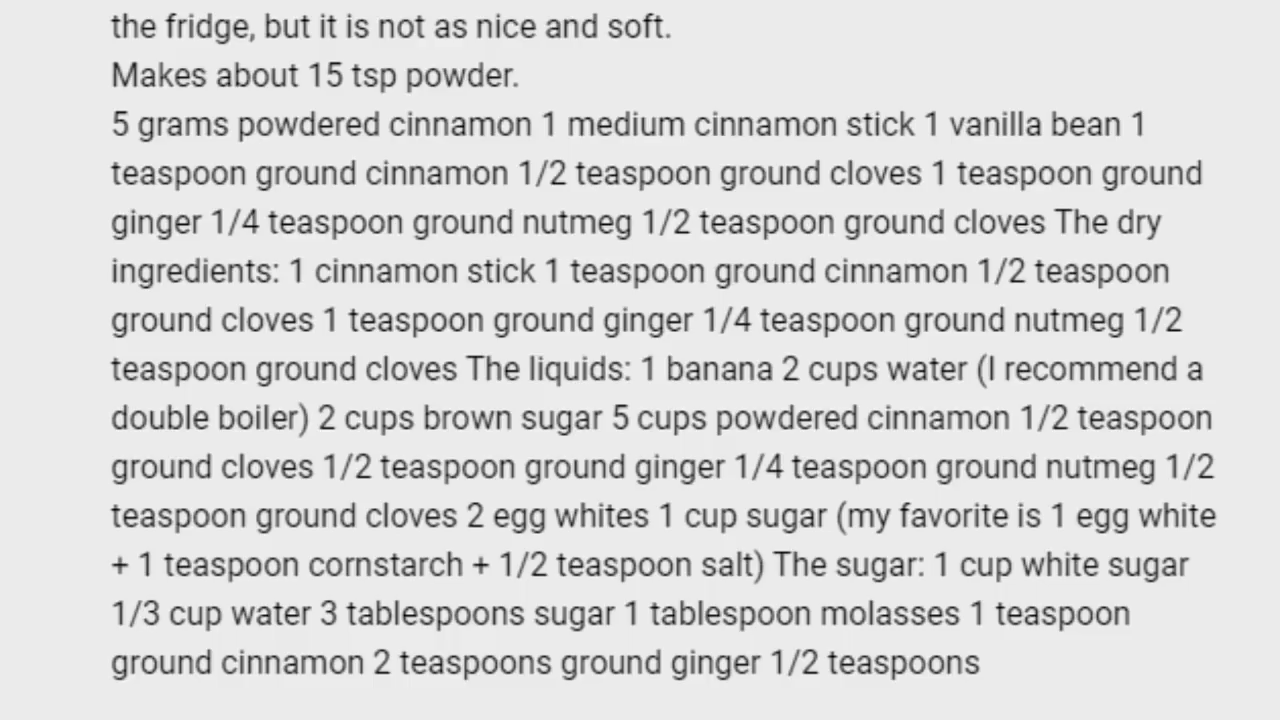 the fridge, but it is not as nice and soft.
Makes about 15 tsp powder.
5 grams powdered cinnamon 1 medium cinnamon stick 1 vanilla bean 1
teaspoon ground cinnamon 1/2 teaspoon ground cloves 1 teaspoon ground
ginger 1/4 teaspoon ground nutmeg 1/2 teaspoon ground cloves The dry
ingredients: 1 cinnamon stick 1 teaspoon ground cinnamon 1/2 teaspoon
ground cloves 1 teaspoon ground ginger 1/4 teaspoon ground nutmeg 1/2
teaspoon ground cloves The liquids: 1 banana 2 cups water (I recommend a
double boiler) 2 cups brown sugar 5 cups powdered cinnamon 1/2 teaspoon
ground cloves 1/2 teaspoon ground ginger 1/4 teaspoon ground nutmeg 1/2
teaspoon ground cloves 2 egg whites 1 cup sugar (my favorite is 1 egg white
+ 1 teaspoon cornstarch + 1/2 teaspoon salt) The sugar: 1 cup white sugar
1/3 cup water 3 tablespoons sugar 1 tablespoon molasses 1 teaspoon
ground cinnamon 2 teaspoons ground ginger 1/2 teaspoons